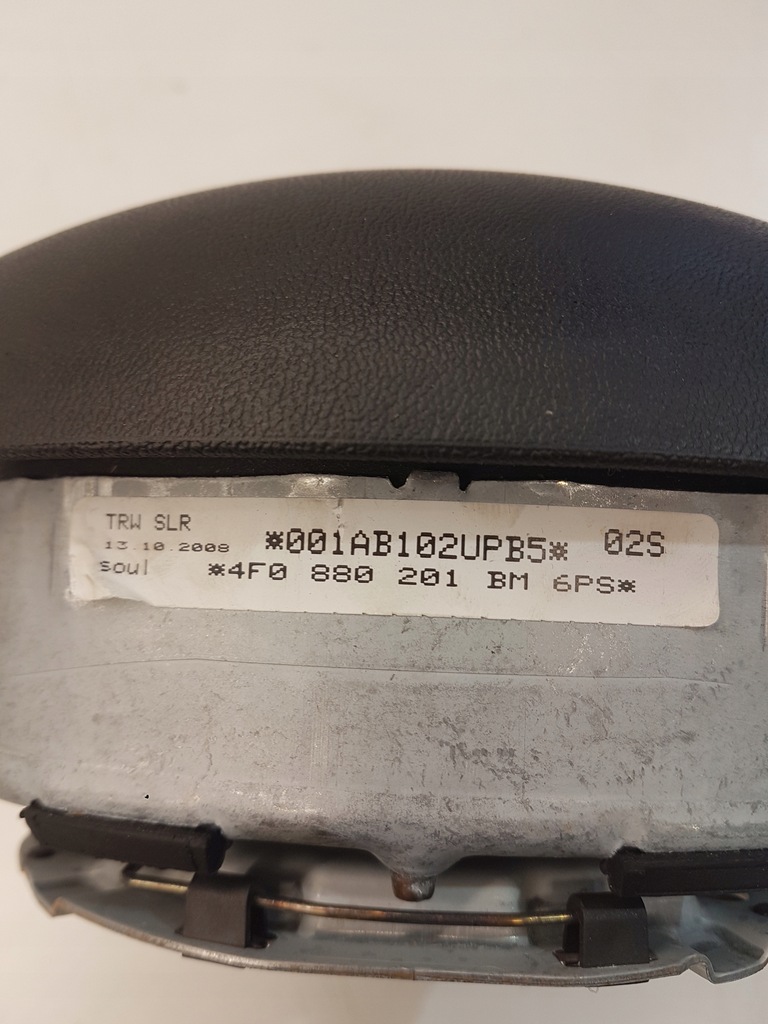 TRW SLR
13.10.2008 *001AB102UPB5* 02S
soul *4F0 880 201 BM 6PS*